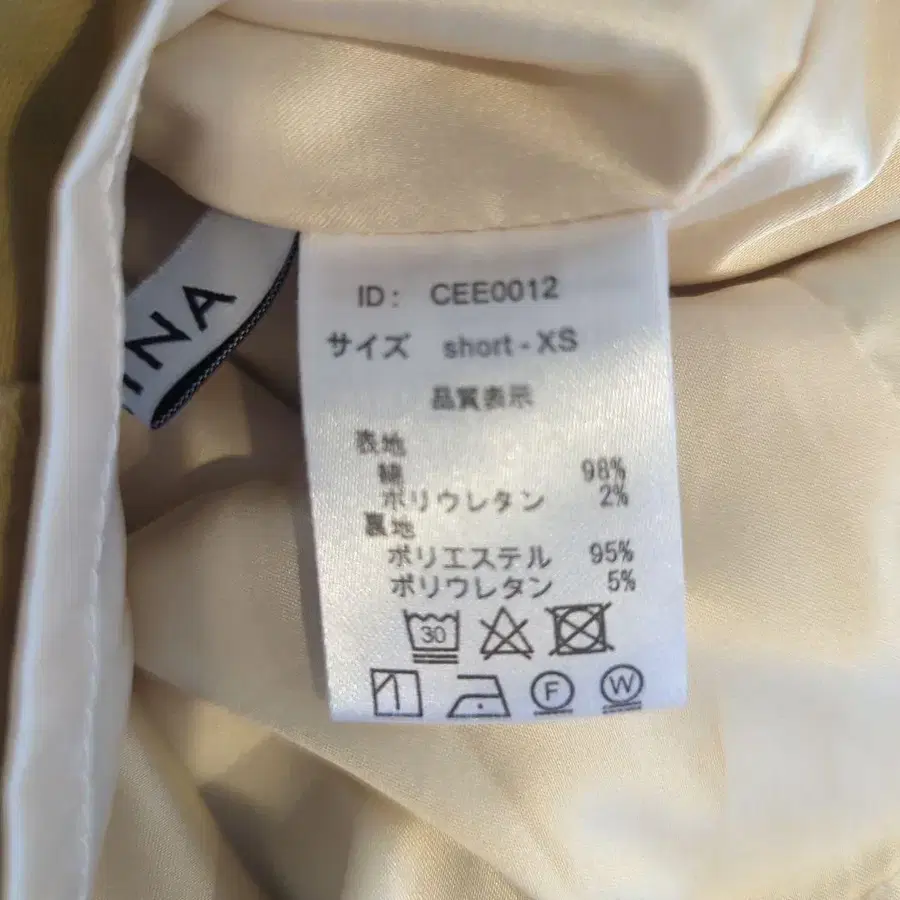 INA
ID: CEE0012
サイズ short - XS
品質表示
表地
綿 98%
ポリウレタン 2%
裏地
ポリエステル 95%
ポリウレタン 5%
30
F W